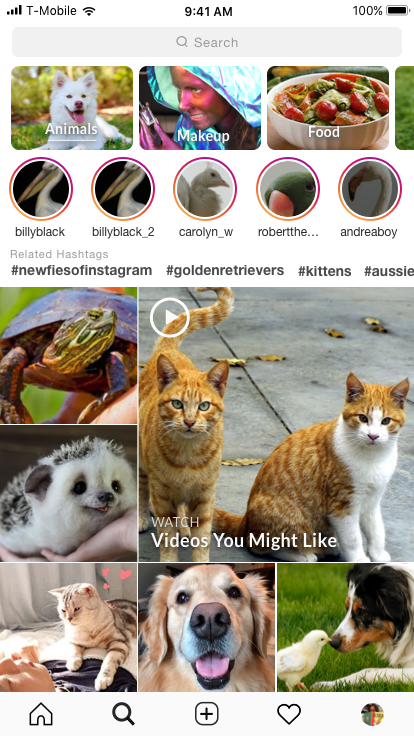 T-Mobile 9:41 AM 100%
Search
Animals Makeup Food
billyblack billyblack_2 carolyn_w robertthe... andreaboy
Related Hashtags
#newfiesofinstagram #goldenretrievers #kittens #aussie
WATCH
Videos You Might Like